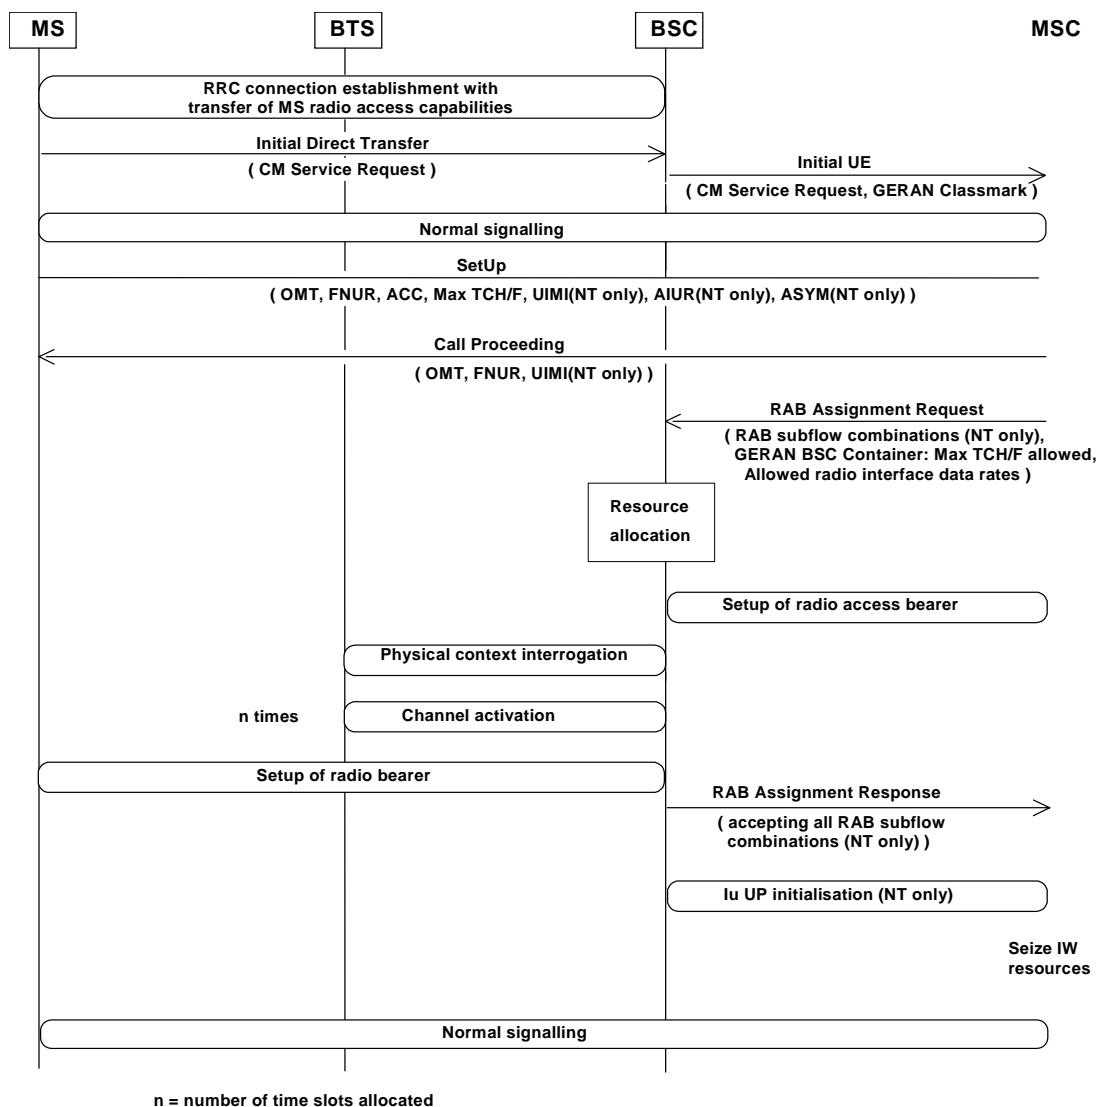 MS
BTS
BSC
MSC
RRC connection establishment with
transfer of MS radio access capabilities
Initial Direct Transfer
( CM Service Request )
Initial UE
( CM Service Request, GERAN Classmark )
Normal signalling
SetUp
( OMT, FNUR, ACC, Max TCH/F, UIMI(NT only), AIUR(NT only), ASYM(NT only) )
Call Proceeding
( OMT, FNUR, UIMI(NT only) )
RAB Assignment Request
( RAB subflow combinations (NT only),
GERAN BSC Container: Max TCH/F allowed,
Allowed radio interface data rates )
Resource
allocation
Setup of radio access bearer
Physical context interrogation
n times
Channel activation
Setup of radio bearer
RAB Assignment Response
( accepting all RAB subflow
combinations (NT only) )
Iu UP initialisation (NT only)
Seize IW
resources
Normal signalling
n = number of time slots allocated